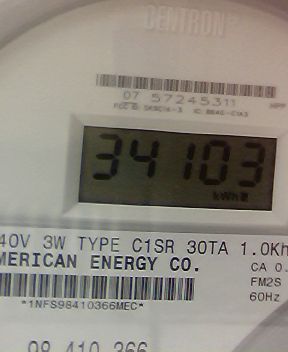 CENTRON®
07 57245311
34103
kWh
40V 3W TYPE C1SR 30TA 1.0Kh
MERICAN ENERGY CO.
CA 0.
FM2S
60Hz
*1NFS98410366MEC*
98 410 366